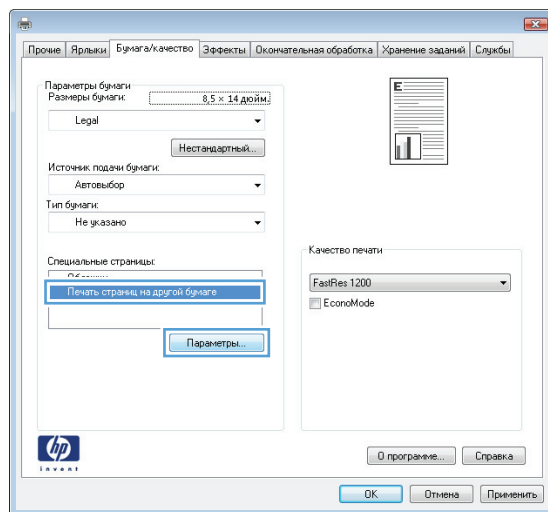 Прочие Ярлыки Бумага/качество Эффекты Окончательная обработка Хранение заданий Службы
Параметры бумаги
Размеры бумаги: 8,5 × 14 дюйм.
Legal
Нестандартный...
Источник подачи бумаги:
Автовыбор
Тип бумаги:
Не указано
Специальные страницы:
Обложки
Печать страниц на другой бумаге
Параметры...
E
Качество печати
FastRes 1200
EconoMode
hp
invent
О программе... Справка
OK Отмена Применить